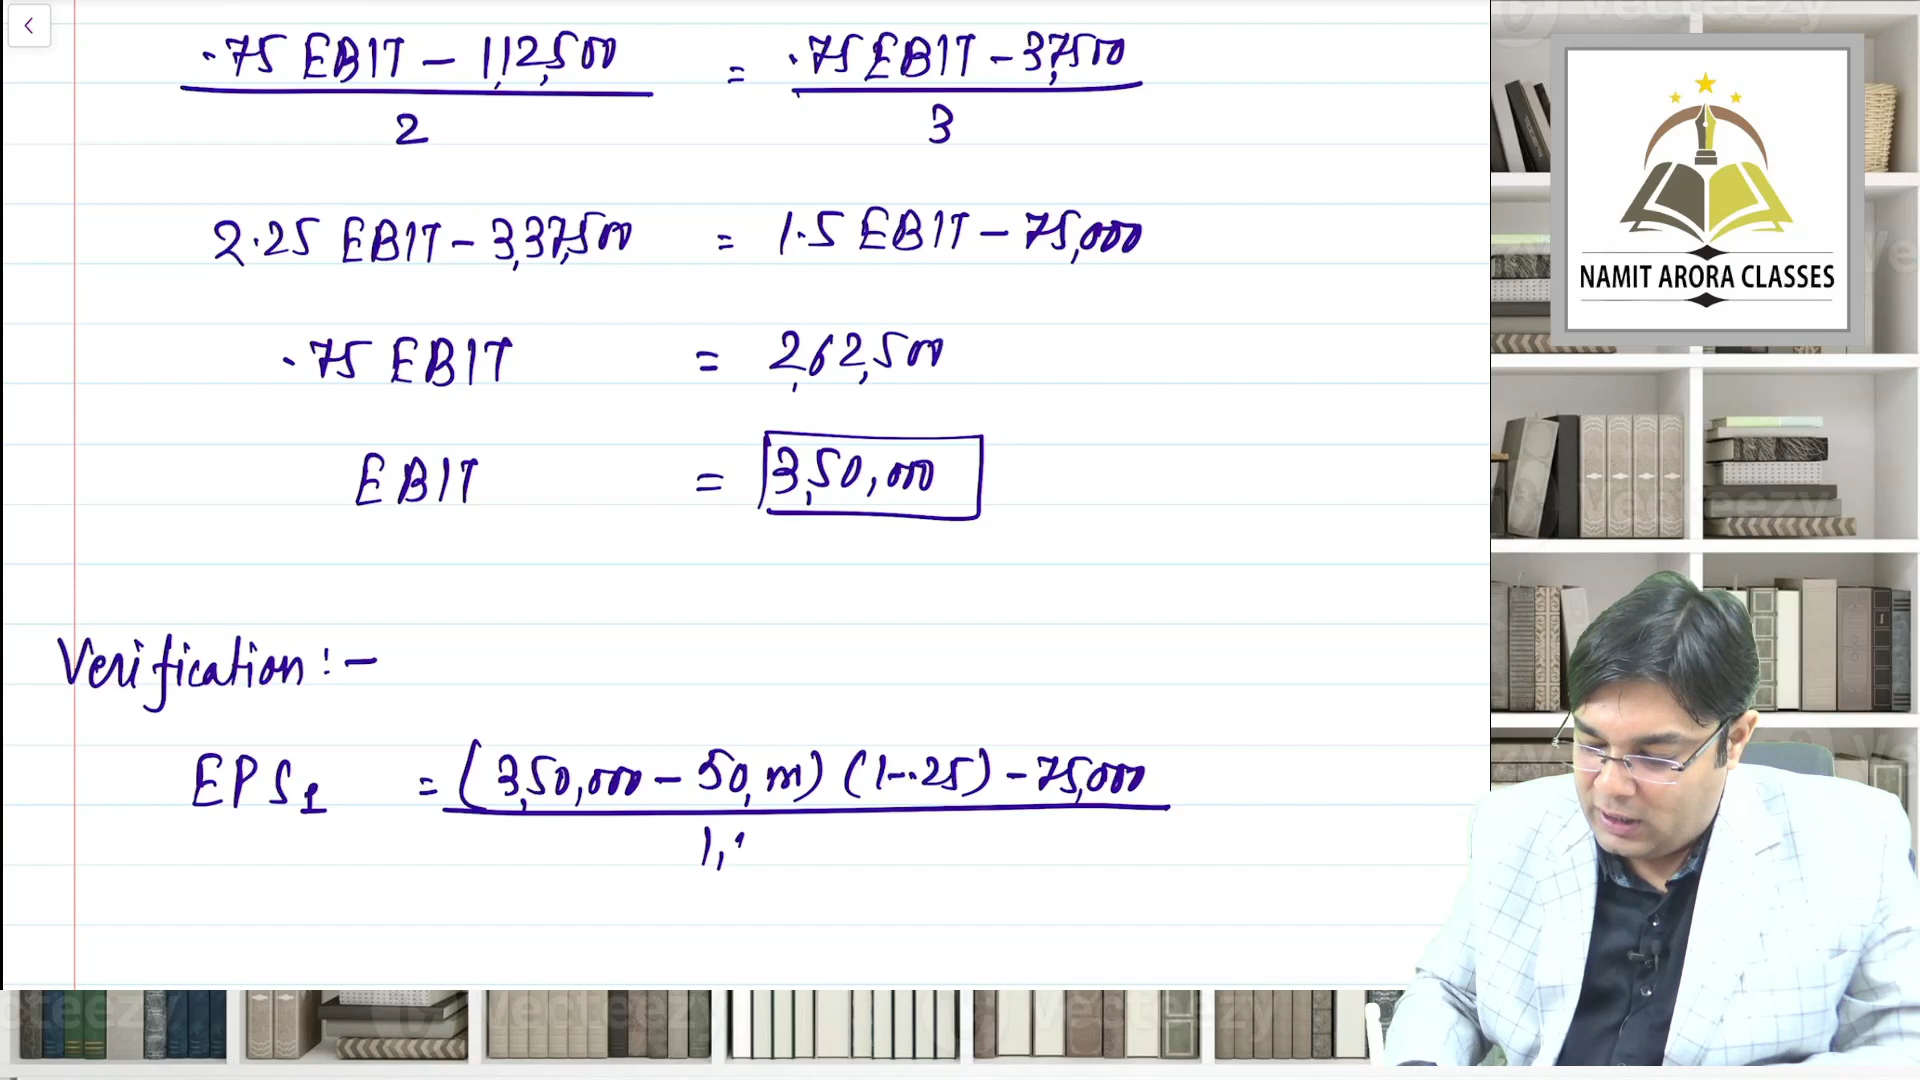 .75 EBIT - 1,12,500 = .75 EBIT - 37,500
2 3
2.25 EBIT - 3,37,500 = 1.5 EBIT - 75,000
.75 EBIT = 2,62,500
EBIT = 3,50,000
Verification :-
EPS1 = (3,50,000 - 50,000) (1-.25) - 75,000
1,
NAMIT ARORA CLASSES
vecteezy